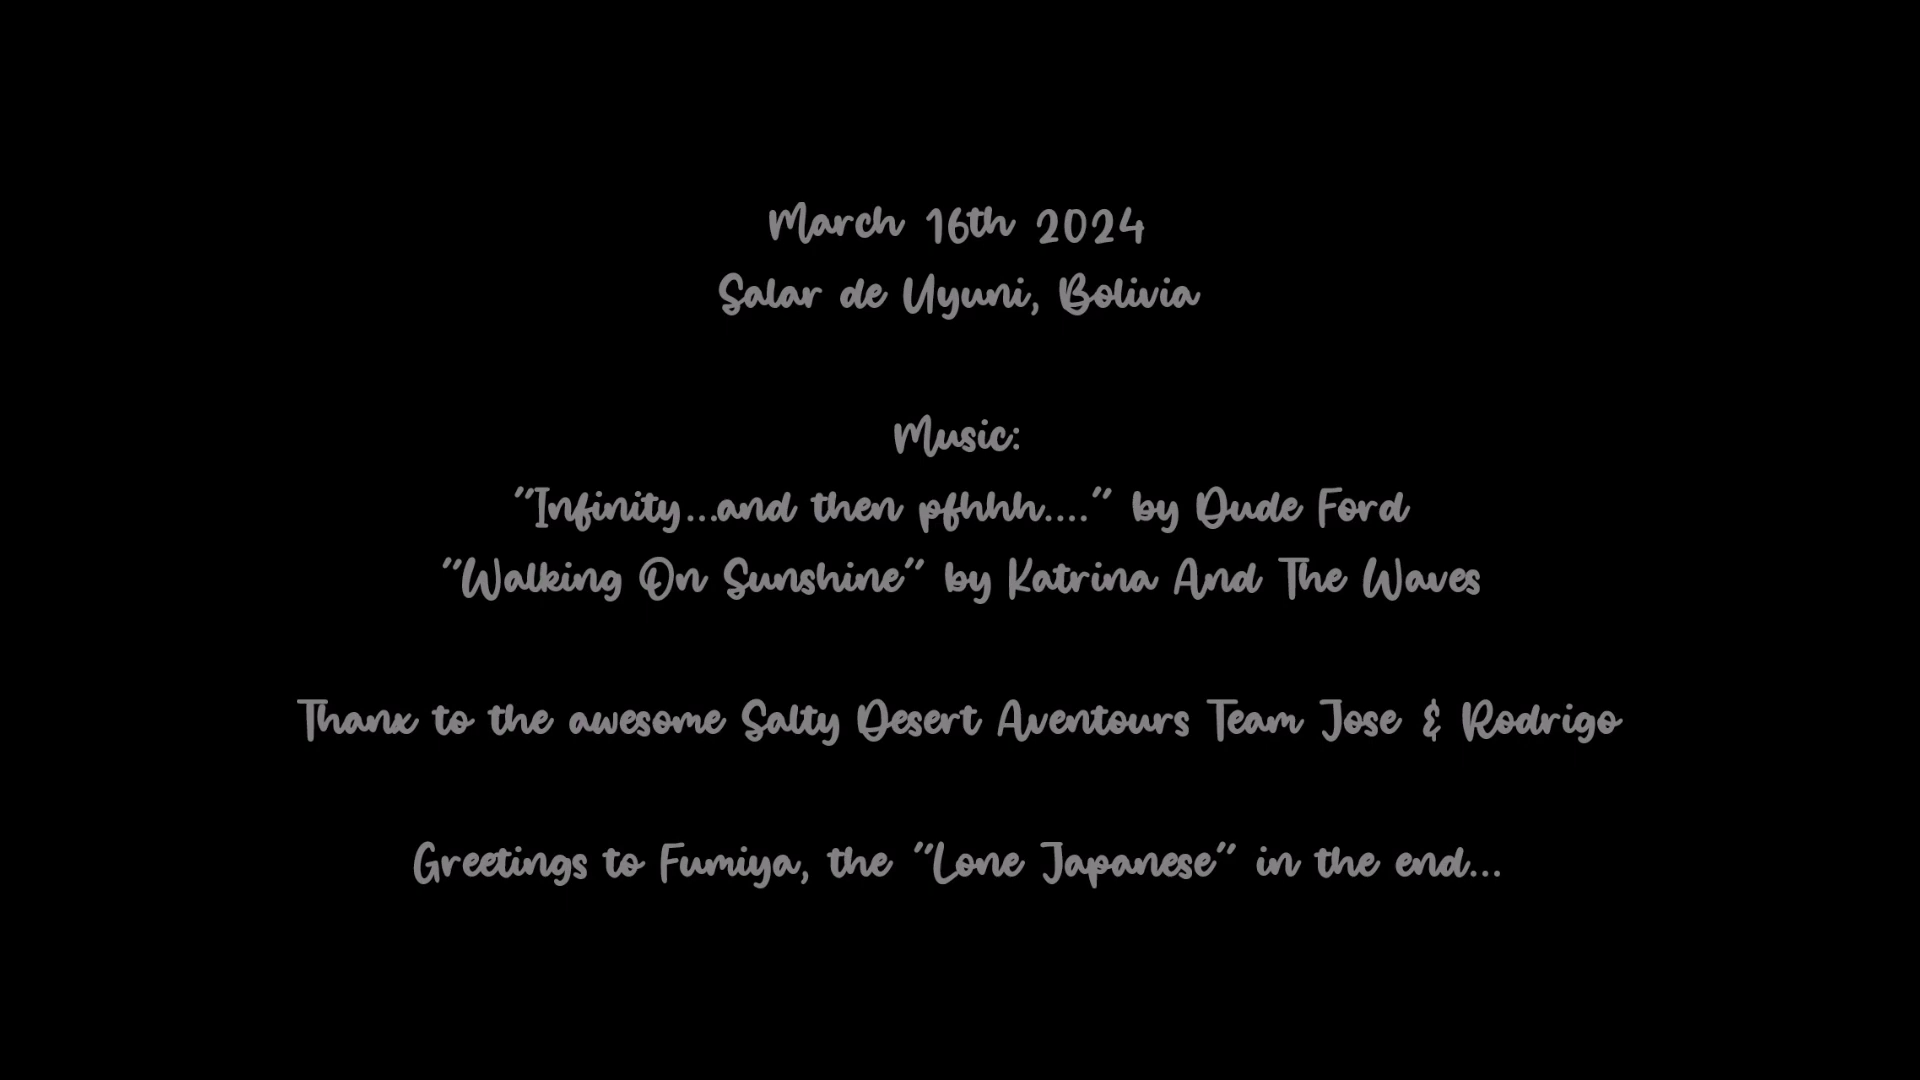 March 16th 2024
Salar de Uyuni, Bolivia
Music:
"Infinity...and then pfhhh...." by Dude Ford
"Walking On Sunshine" by Katrina And The Waves
Thanx to the awesome Salty Desert Aventours Team Jose & Rodrigo
Greetings to Fumiya, the "Lone Japanese" in the end...